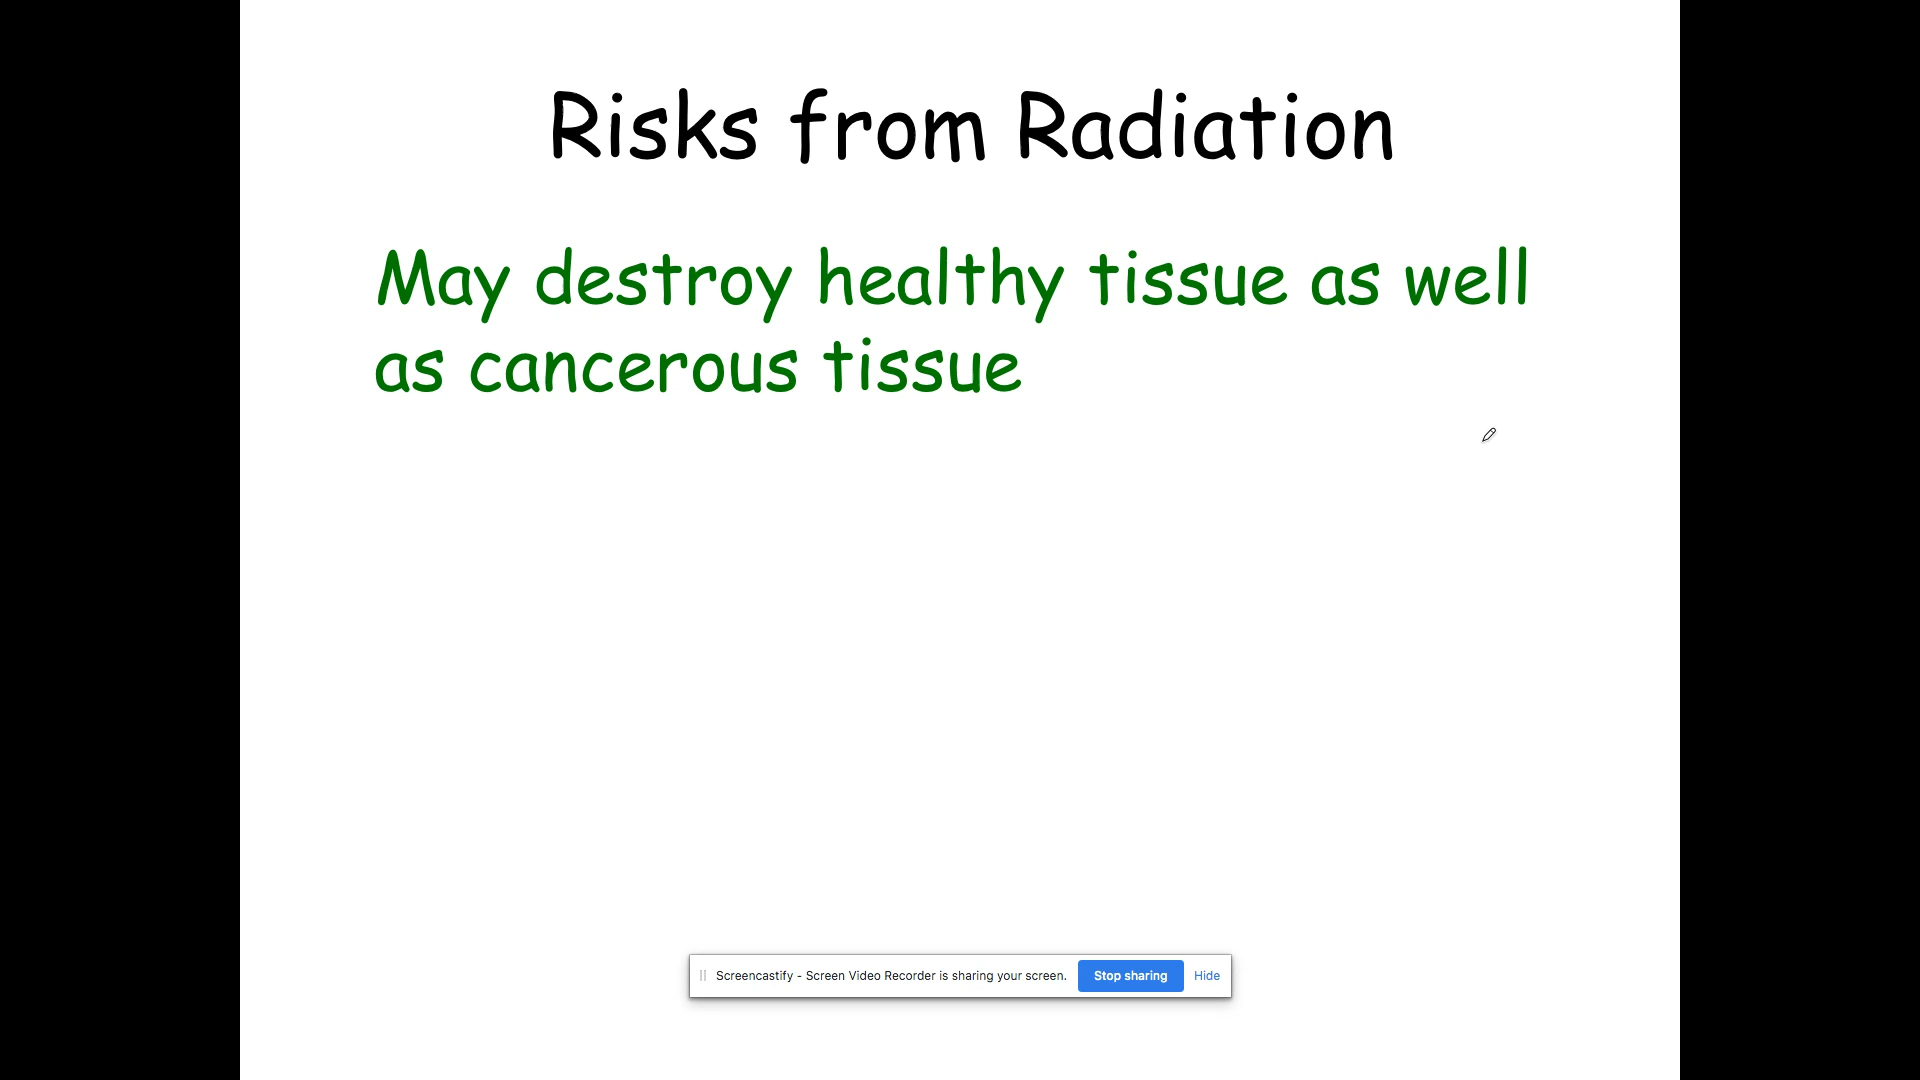 Risks from Radiation
May destroy healthy tissue as well
as cancerous tissue
Screencastify - Screen Video Recorder is sharing your screen. Stop sharing Hide